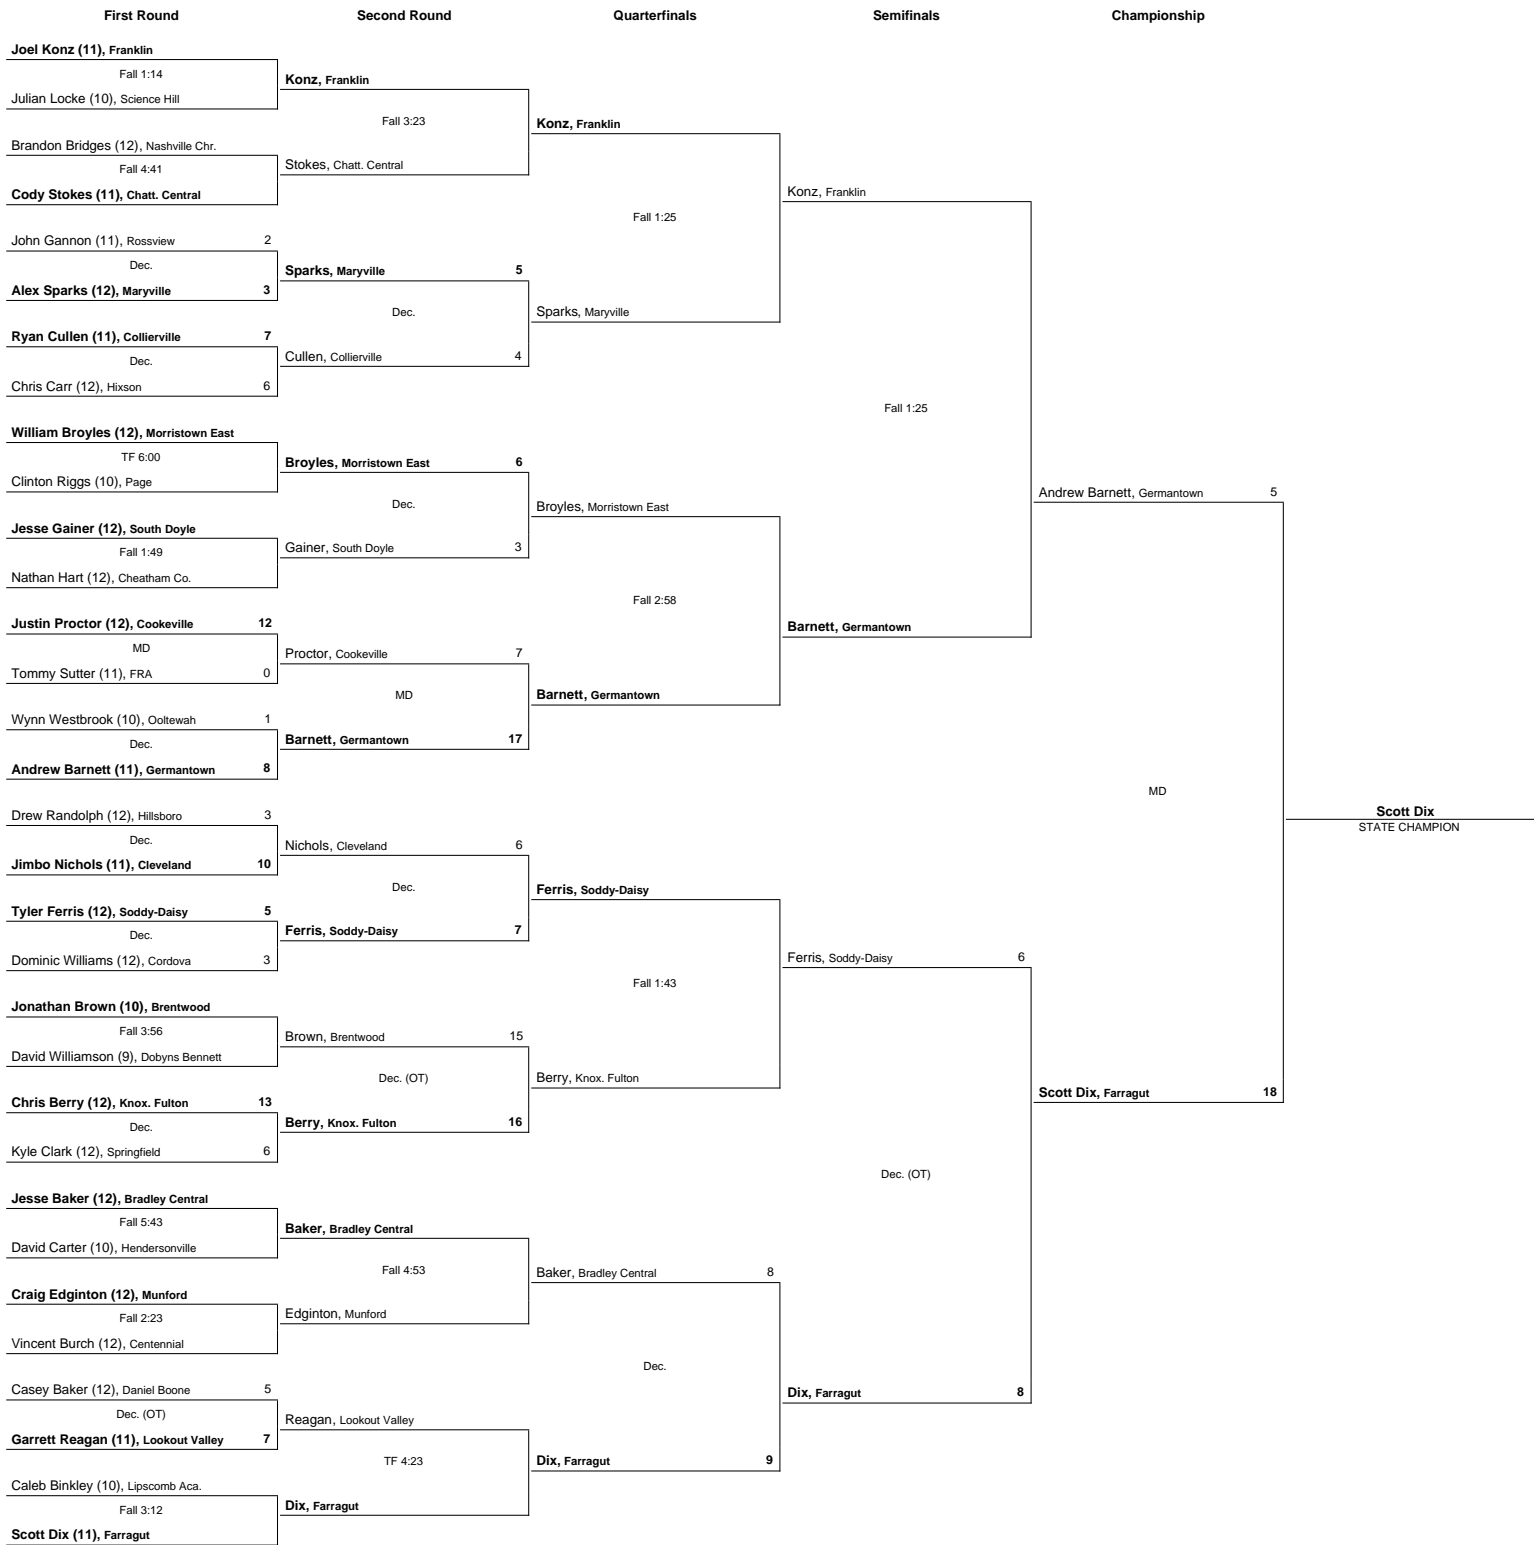 First Round Second Round Quarterfinals Semifinals Championship
Joel Konz (11), Franklin
Fall 1:14
Julian Locke (10), Science Hill
Brandon Bridges (12), Nashville Chr.
Fall 4:41
Cody Stokes (11), Chatt. Central
John Gannon (11), Rossview 2
Dec.
Alex Sparks (12), Maryville 3
Ryan Cullen (11), Collierville 7
Dec.
Chris Carr (12), Hixson 6
William Broyles (12), Morristown East
TF 6:00
Clinton Riggs (10), Page
Jesse Gainer (12), South Doyle
Fall 1:49
Nathan Hart (12), Cheatham Co.
Justin Proctor (12), Cookeville 12
MD
Tommy Sutter (11), FRA 0
Wynn Westbrook (10), Ooltewah 1
Dec.
Andrew Barnett (11), Germantown 8
Drew Randolph (12), Hillsboro 3
Dec.
Jimbo Nichols (11), Cleveland 10
Tyler Ferris (12), Soddy-Daisy 5
Dec.
Dominic Williams (12), Cordova 3
Jonathan Brown (10), Brentwood
Fall 3:56
David Williamson (9), Dobyns Bennett
Chris Berry (12), Knox. Fulton 13
Dec.
Kyle Clark (12), Springfield 6
Jesse Baker (12), Bradley Central
Fall 5:43
David Carter (10), Hendersonville
Craig Edginton (12), Munford
Fall 2:23
Vincent Burch (12), Centennial
Casey Baker (12), Daniel Boone 5
Dec. (OT)
Garrett Reagan (11), Lookout Valley 7
Caleb Binkley (10), Lipscomb Aca.
Fall 3:12
Scott Dix (11), Farragut
Konz, Franklin
Fall 3:23
Stokes, Chatt. Central
Sparks, Maryville 5
Dec.
Cullen, Collierville 4
Broyles, Morristown East 6
Dec.
Gainer, South Doyle 3
Proctor, Cookeville 7
MD
Barnett, Germantown 17
Nichols, Cleveland 6
Dec.
Ferris, Soddy-Daisy 7
Brown, Brentwood 15
Dec. (OT)
Berry, Knox. Fulton 16
Baker, Bradley Central
Fall 4:53
Edginton, Munford
Reagan, Lookout Valley
TF 4:23
Dix, Farragut
Konz, Franklin
Fall 1:25
Sparks, Maryville
Broyles, Morristown East
Fall 2:58
Barnett, Germantown
Ferris, Soddy-Daisy
Fall 1:43
Berry, Knox. Fulton
Baker, Bradley Central 8
Dec.
Dix, Farragut 9
Konz, Franklin
Fall 1:25
Barnett, Germantown
Ferris, Soddy-Daisy 6
Dec. (OT)
Dix, Farragut 8
Andrew Barnett, Germantown 5
MD
Scott Dix, Farragut 18
Scott Dix
STATE CHAMPION